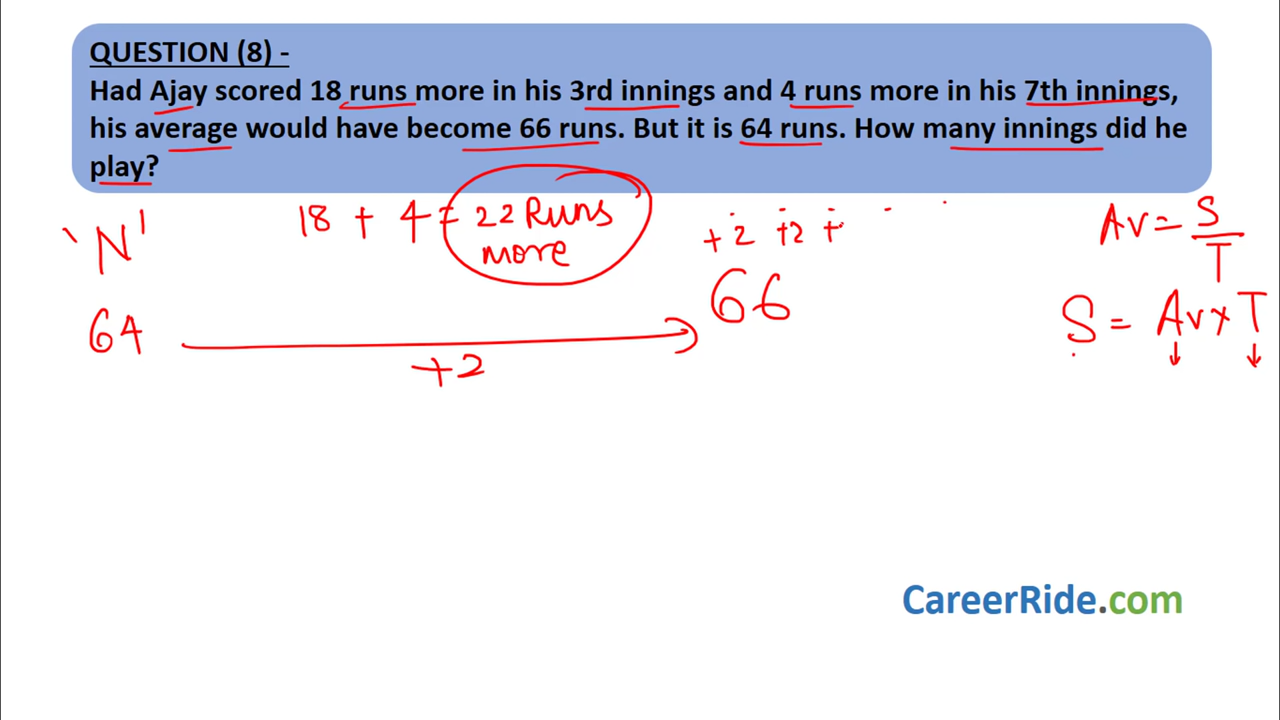 QUESTION (8) -
Had Ajay scored 18 runs more in his 3rd innings and 4 runs more in his 7th innings,
his average would have become 66 runs. But it is 64 runs. How many innings did he
play?
'N'
18 + 4 = 22 Runs
more
+2 +2 +
66
64
+2
Av = S
T
S = Av x T
CareerRide.com